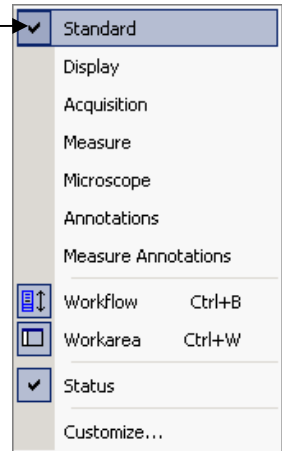 Standard
Display
Acquisition
Measure
Microscope
Annotations
Measure Annotations
Workflow Ctrl+B
Workarea Ctrl+W
Status
Customize...